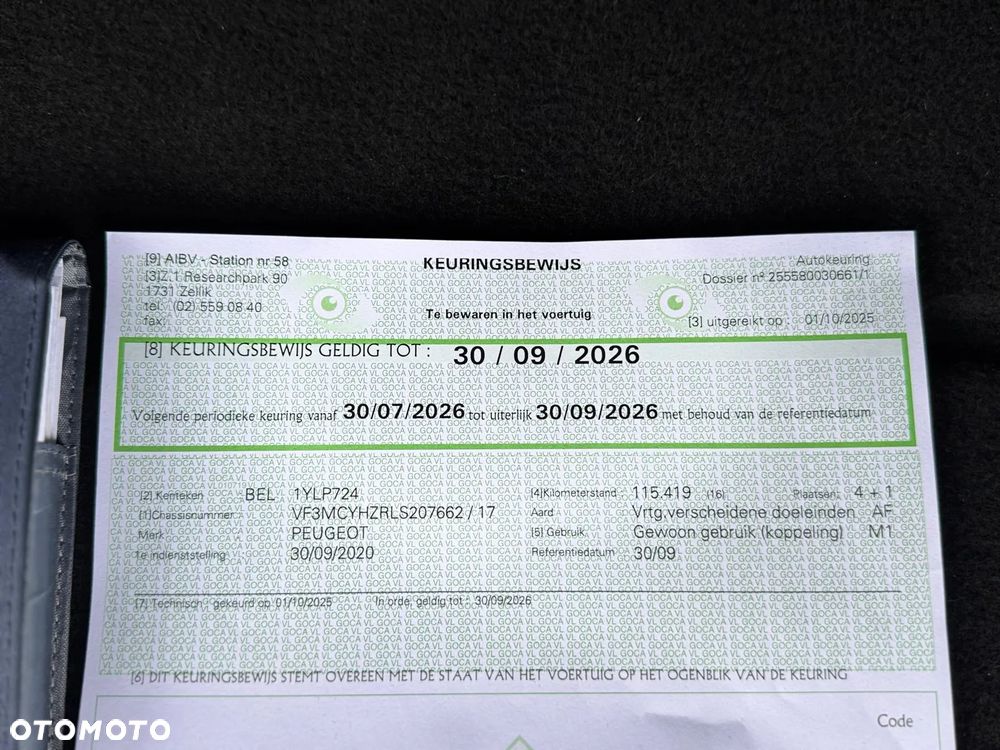 [9] AIBV - Station nr 58
[3]Z.1 Researchpark 90
1731 Zellik
tel. (02) 559 08 40
fax:
KEURINGSBEWIJS
Te bewaren in het voertuig
Autokeuring
Dossier nº 255580030661/1
[3] uitgereikt op : 01/10/2025
[8] KEURINGSBEWIJS GELDIG TOT : 30 / 09 / 2026
Volgende periodieke keuring vanaf 30/07/2026 tot uiterlijk 30/09/2026 met behoud van de referentiedatum
[2] Kenteken BEL 1YLP724
[1]Chassisnummer : VF3MCYHZRLS207662 / 17
Merk PEUGEOT
1e indienststelling 30/09/2020
[4]Kilometerstand : 115.419 (16) Plaatsen: 4 + 1
Aard Vrtg.verscheidene doeleinden AF
[5] Gebruik Gewoon gebruik (koppeling) M1
Referentiedatum 30/09
[7] Technisch : gekeurd op 01/10/2025 In orde, geldig tot : 30/09/2026
[6] DIT KEURINGSBEWIJS STEMT OVEREEN MET DE STAAT VAN HET VOERTUIG OP HET OGENBLIK VAN DE KEURING
Code
OTOMOTO